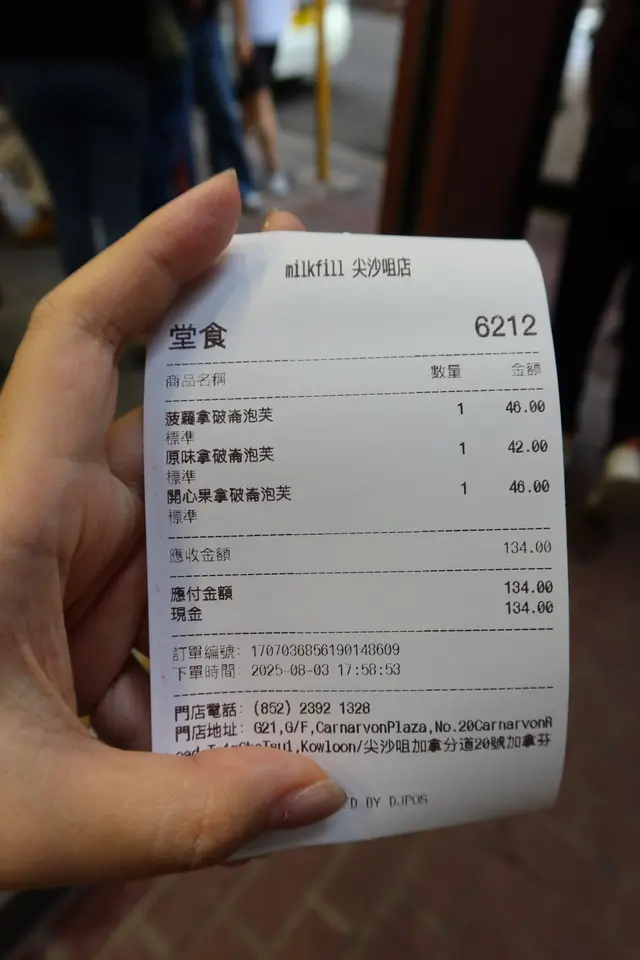 milkfill 尖沙咀店
堂食 6212
商品名稱 數量 金額
菠蘿拿破崙泡芙 1 46.00
標準
原味拿破崙泡芙 1 42.00
標準
開心果拿破崙泡芙 1 46.00
標準
應收金額 134.00
應付金額 134.00
現金 134.00
訂單編號: 1707036856190148609
下單時間: 2025-08-03 17:58:53
門店電話: (852) 2392 1328
門店地址: G21,G/F,CarnarvonPlaza,No.20CarnarvonR
Kowloon/尖沙咀加拿分道20號加拿芬
BY DJPOS